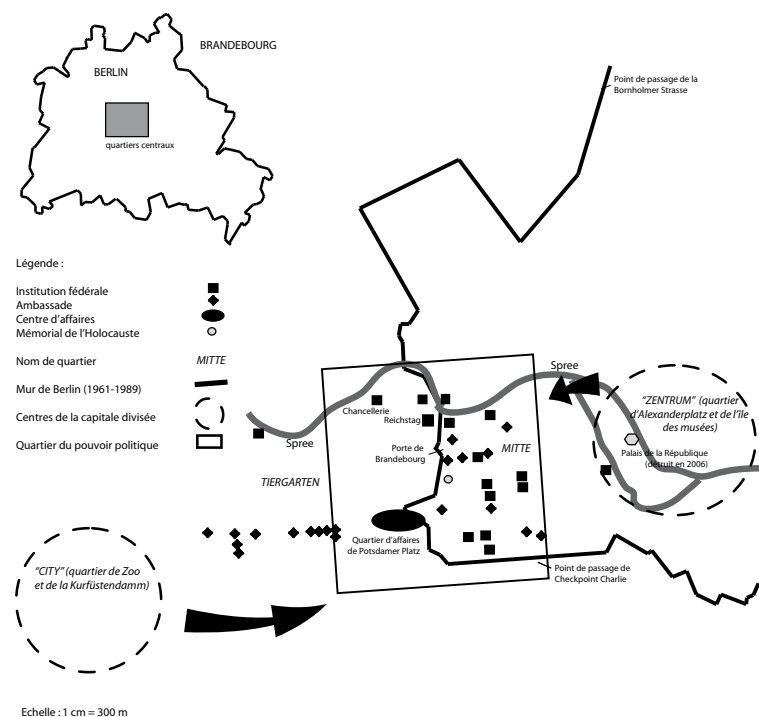 BRANDEBOURG
BERLIN
quartiers centraux
Point de passage de la
Bornholmer Strasse
Légende :
Institution fédérale
Ambassade
Centre d'affaires
Mémorial de l'Holocauste
Nom de quartier
MITTE
Mur de Berlin (1961-1989)
Centres de la capitale divisée
Quartier du pouvoir politique
Spree
Spree
Chancellerie
Reichstag
Porte de
Brandebourg
MITTE
TIERGARTEN
"ZENTRUM" (quartier
d'Alexanderplatz et de l'île
des musées)
Palais de la République
(détruit en 2006)
Quartier d'affaires
de Potsdamer Platz
Point de passage de
Checkpoint Charlie
"CITY" (quartier de Zoo
et de la Kurfüstendamm)
Echelle : 1 cm = 300 m